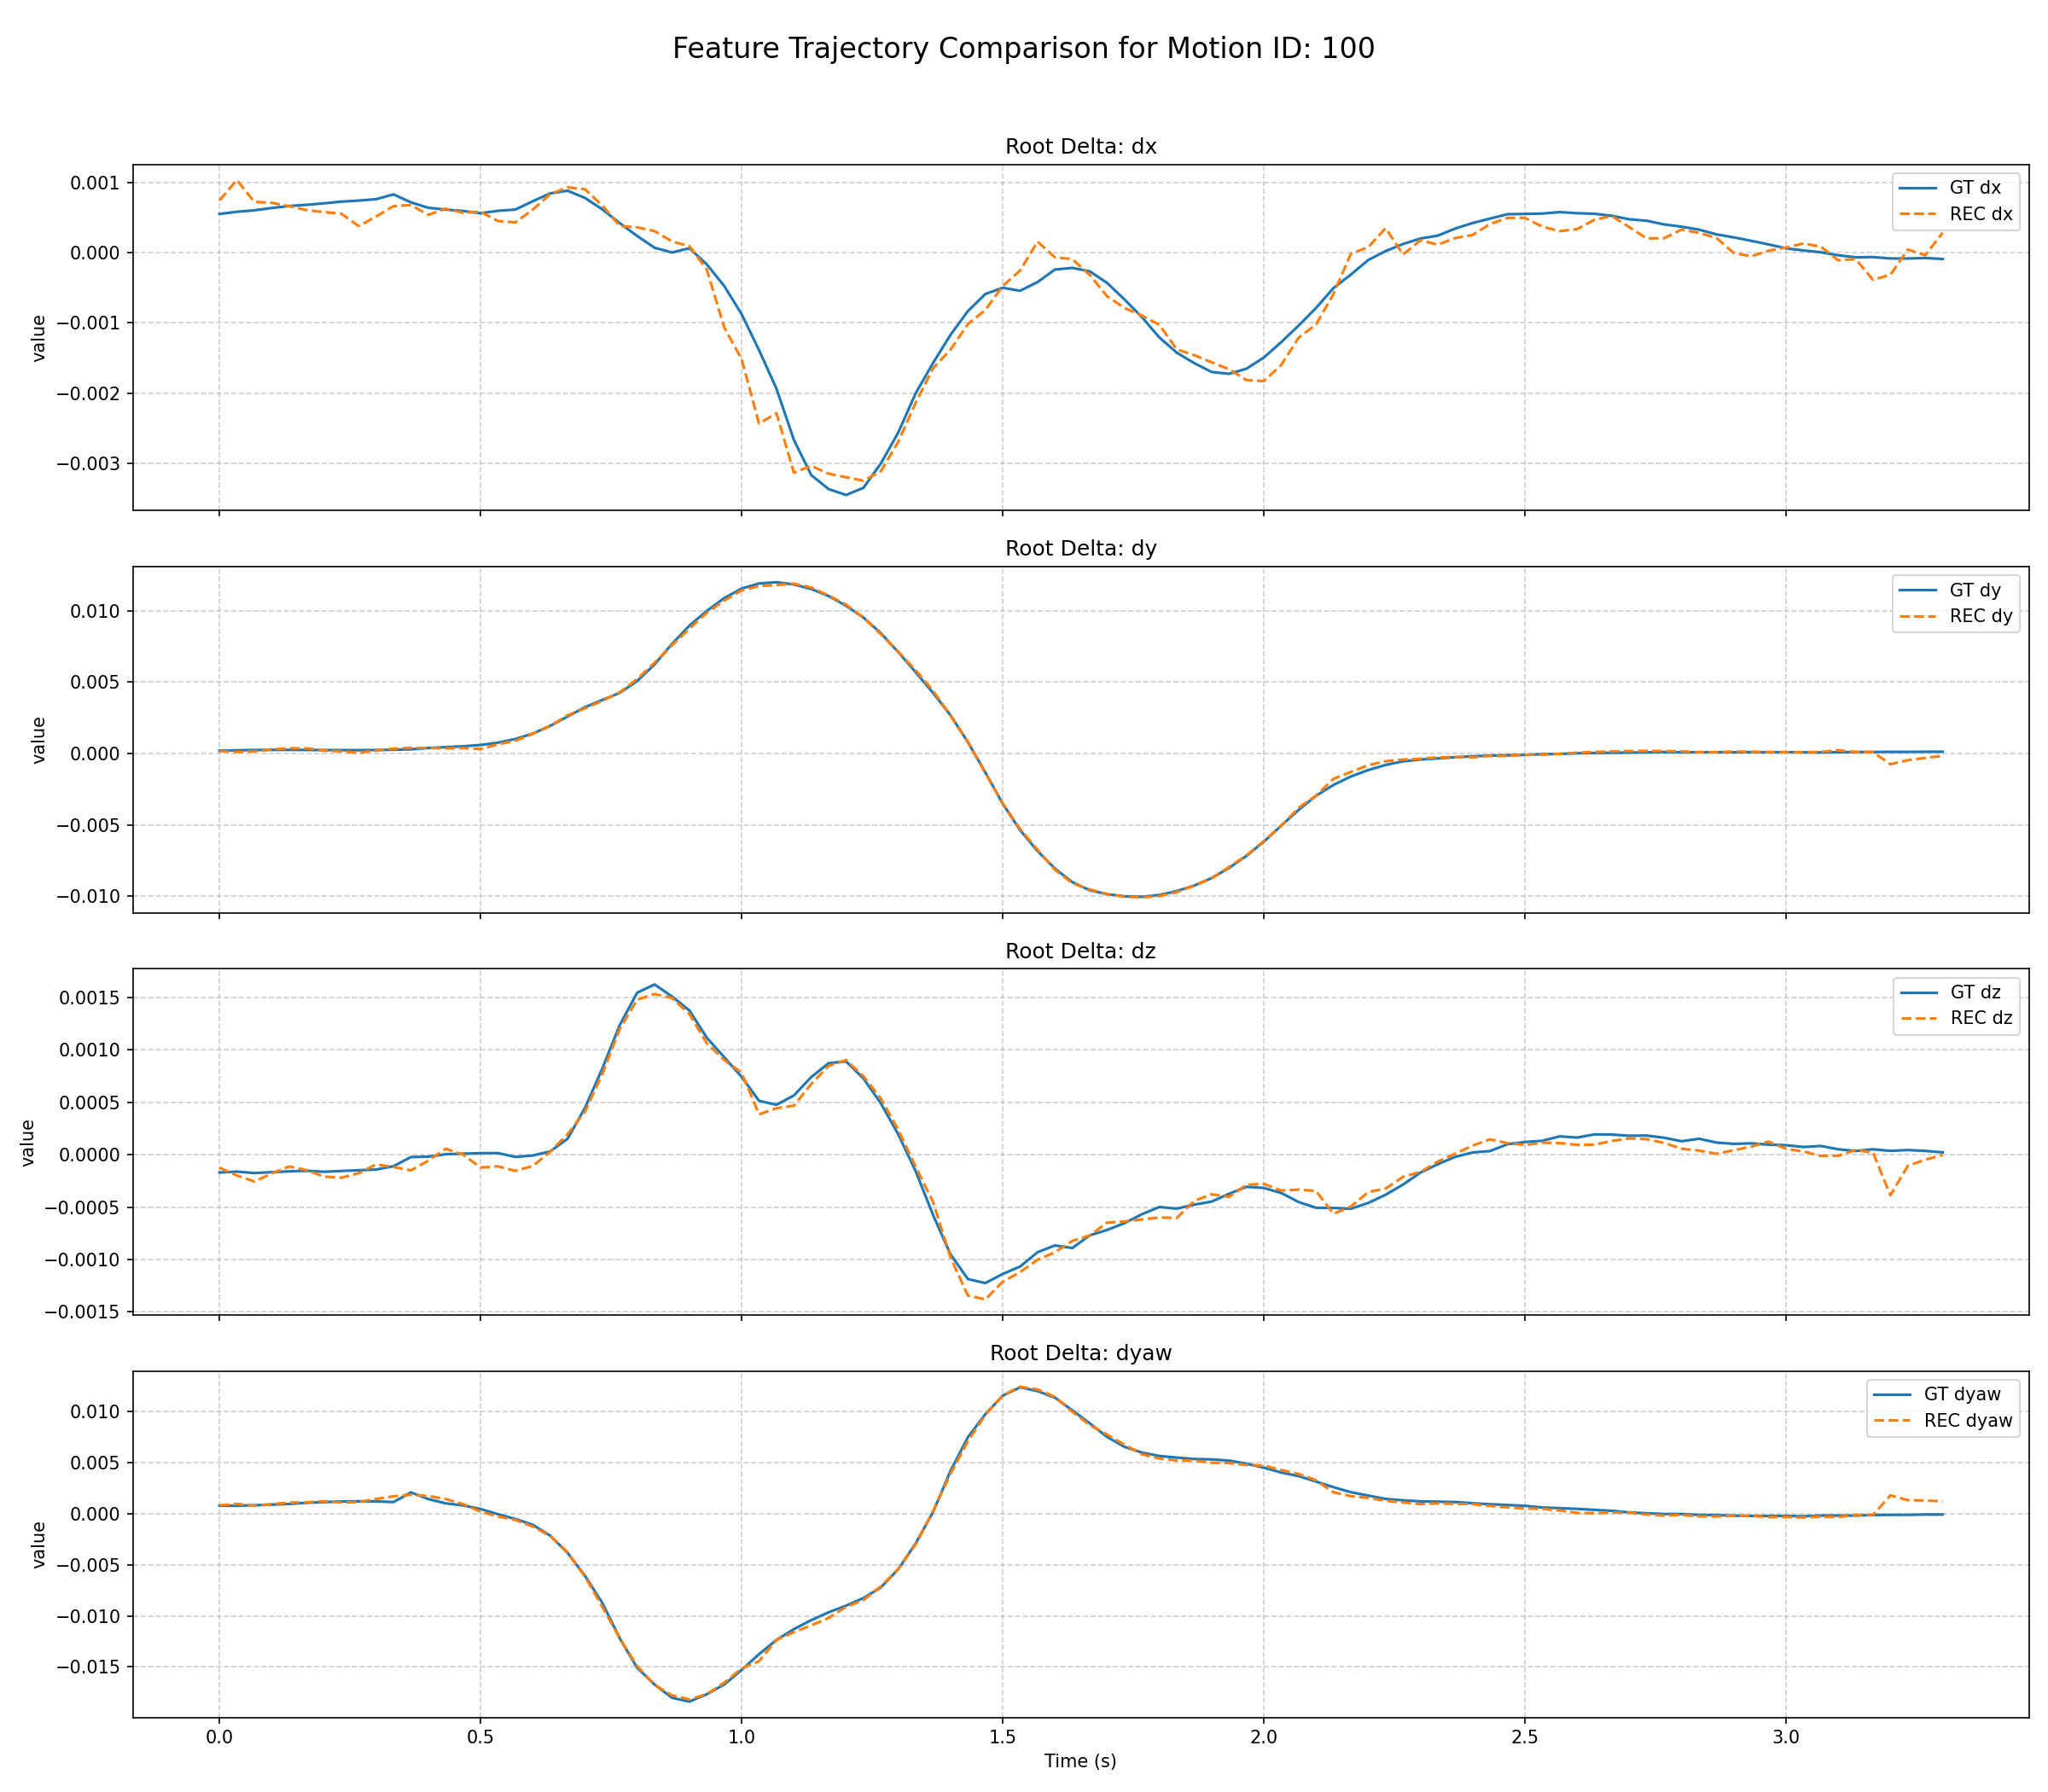 Feature Trajectory Comparison for Motion ID: 100
Root Delta: dx
value
0.001
0.000
−0.001
−0.002
−0.003
GT dx
REC dx
Root Delta: dy
value
0.010
0.005
0.000
−0.005
−0.010
GT dy
REC dy
Root Delta: dz
value
0.0015
0.0010
0.0005
0.0000
−0.0005
−0.0010
−0.0015
GT dz
REC dz
Root Delta: dyaw
value
0.010
0.005
0.000
−0.005
−0.010
−0.015
GT dyaw
REC dyaw
0.0 0.5 1.0 1.5 2.0 2.5 3.0
Time (s)